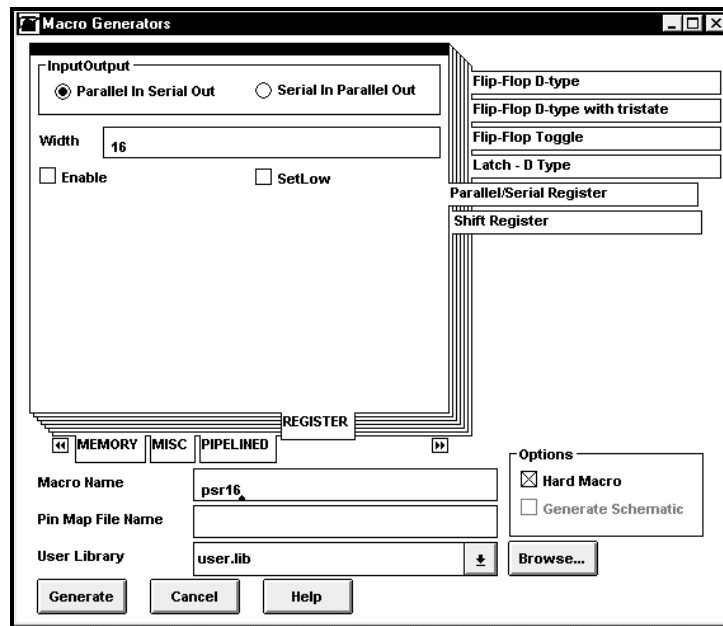 Macro Generators
InputOutput
Parallel In Serial Out
Serial In Parallel Out
Width
16
Enable
SetLow
Flip-Flop D-type
Flip-Flop D-type with tristate
Flip-Flop Toggle
Latch - D Type
Parallel/Serial Register
Shift Register
REGISTER
MEMORY
MISC
PIPELINED
Macro Name
psr16
Pin Map File Name
User Library
user.lib
Options
Hard Macro
Generate Schematic
Browse...
Generate
Cancel
Help